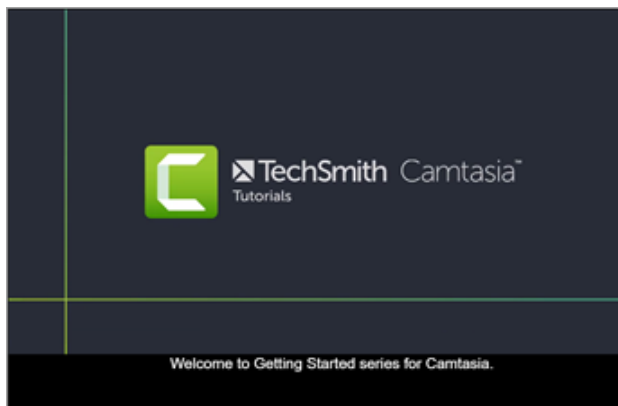 TechSmith Camtasia™
Tutorials
Welcome to Getting Started series for Camtasia.